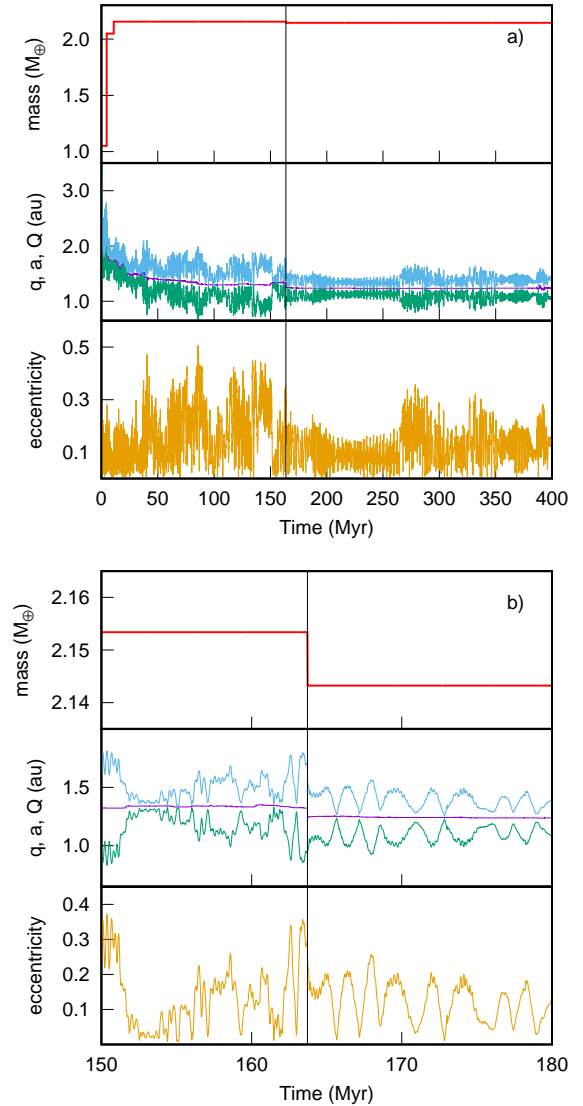 a)
mass (M⊕)
2.0
1.5
1.0
q, a, Q (au)
3.0
2.0
1.0
eccentricity
0.5
0.3
0.1
0 50 100 150 200 250 300 350 400
Time (Myr)
b)
mass (M⊕)
2.16
2.15
2.14
q, a, Q (au)
1.5
1.0
eccentricity
0.4
0.3
0.2
0.1
150 160 170 180
Time (Myr)